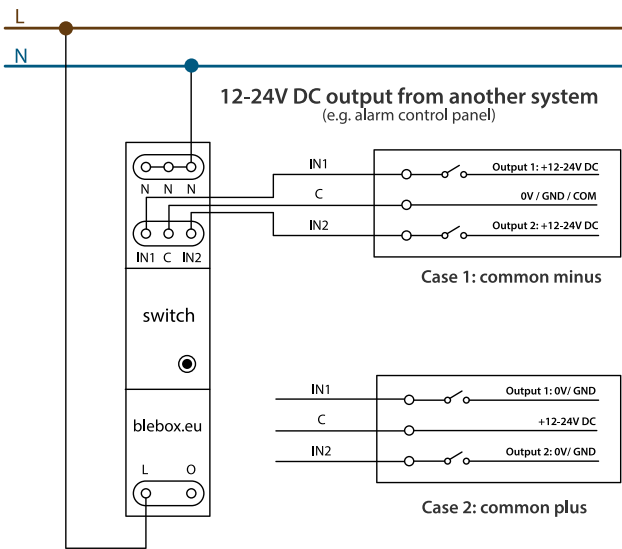 L
N
12-24V DC output from another system
(e.g. alarm control panel)
N N N
IN1 C IN2
switch
blebox.eu
L O
IN1
C
IN2
Output 1: +12-24V DC
0V / GND / COM
Output 2: +12-24V DC
Case 1: common minus
IN1
C
IN2
Output 1: 0V/ GND
+12-24V DC
Output 2: 0V/ GND
Case 2: common plus